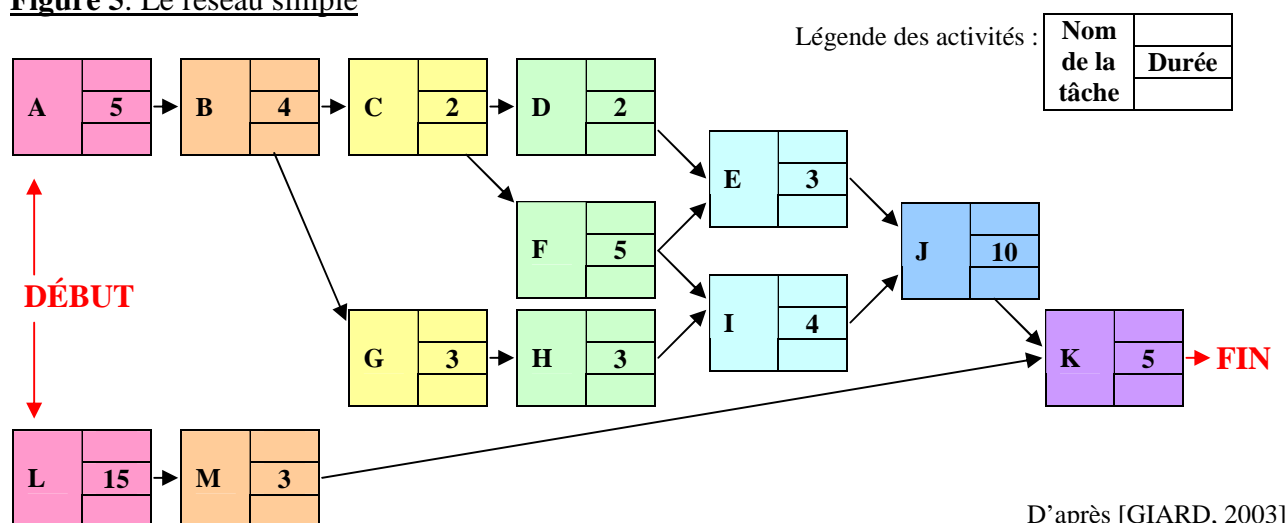 Figure 3. Le réseau simple
Légende des activités :
Nom
de la
tâche
Durée
A 5
B 4
C 2
D 2
E 3
F 5
J 10
DÉBUT
I 4
G 3
H 3
K 5
FIN
L 15
M 3
D'après [GIARD, 2003]